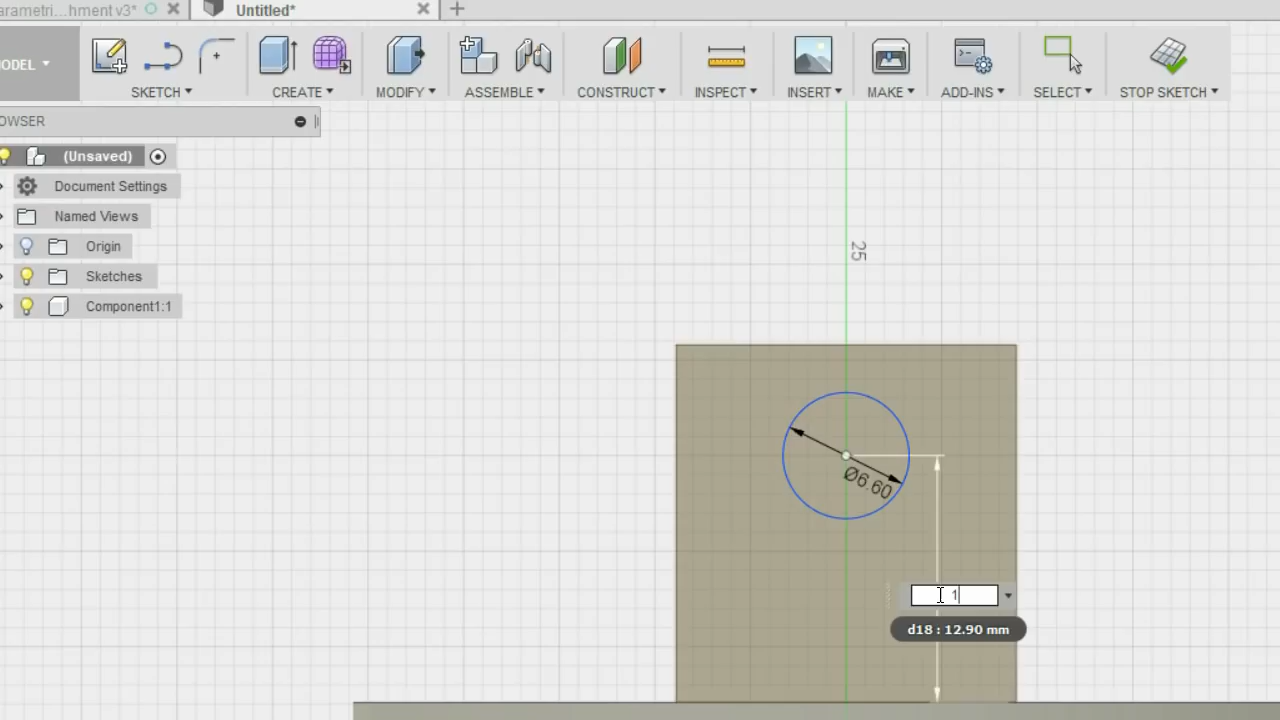 arametri...hment v3*
Untitled*
ODEL
SKETCH
CREATE
MODIFY
ASSEMBLE
CONSTRUCT
INSPECT
INSERT
MAKE
ADD-INS
SELECT
STOP SKETCH
OWSER
(Unsaved)
Document Settings
Named Views
Origin
Sketches
Component1:1
25
Ø6.60
1
d18 : 12.90 mm